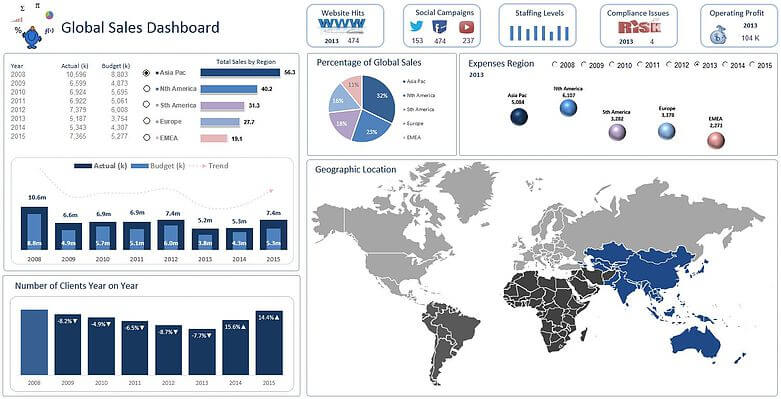 Σ π
%
f(x)
Global Sales Dashboard
Website Hits
WWW
2013 474
Social Campaigns
153 474 237
Staffing Levels
Compliance Issues
RISK
2013 4
Operating Profit
2013
104 K
Year Actual (k) Budget (k)
2008 10,596 8,803
2009 6,599 4,873
2010 6,924 5,695
2011 6,922 5,061
2012 7,379 6,008
2013 5,187 3,754
2014 5,343 4,307
2015 7,365 5,277
Total Sales by Region
Asia Pac 56.3
Nth America 40.2
Sth America 31.3
Europe 27.7
EMEA 19.1
Percentage of Global Sales
32%
23%
18%
16%
11%
Asia Pac
Nth America
Sth America
Europe
EMEA
Expenses Region
2013
2008 2009 2010 2011 2012 2013 2014 2015
Asia Pac
5,084
Nth America
6,107
Sth America
3,282
Europe
3,378
EMEA
2,271
Actual (k) Budget (k) Trend
10.6m 6.6m 6.9m 6.9m 7.4m 5.2m 5.3m 7.4m
8.8m 4.9m 5.7m 5.1m 6.0m 3.8m 4.3m 5.3m
2008 2009 2010 2011 2012 2013 2014 2015
Number of Clients Year on Year
-8.2%▼ -4.9%▼ -6.5%▼ -8.7%▼ -7.7%▼ 15.6%▲ 14.4%▲
2008 2009 2010 2011 2012 2013 2014 2015
Geographic Location